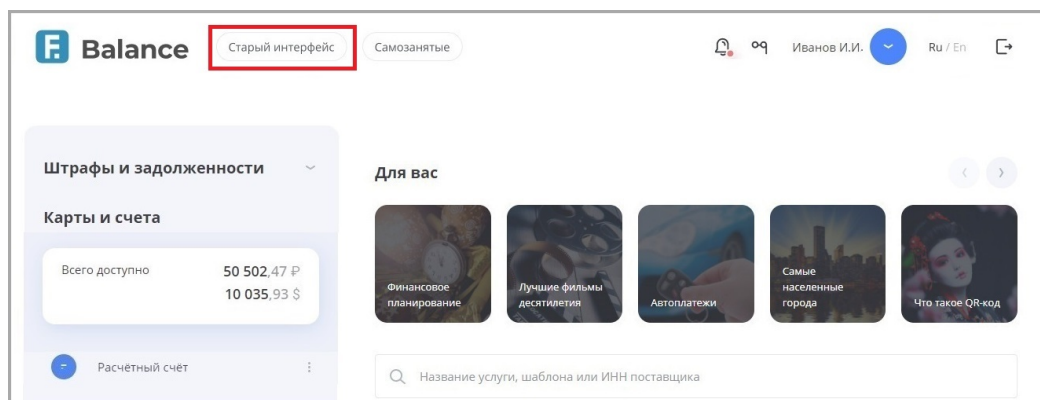 F. Balance
Старый интерфейс
Самозанятые
Иванов И.И.
Ru / En
Штрафы и задолженности
Карты и счета
Всего доступно
50 502,47 ₽
10 035,93 $
Расчётный счёт
Для вас
Финансовое
планирование
Лучшие фильмы
десятилетия
Автоплатежи
Самые
населенные
города
Что такое QR-код
Название услуги, шаблона или ИНН поставщика